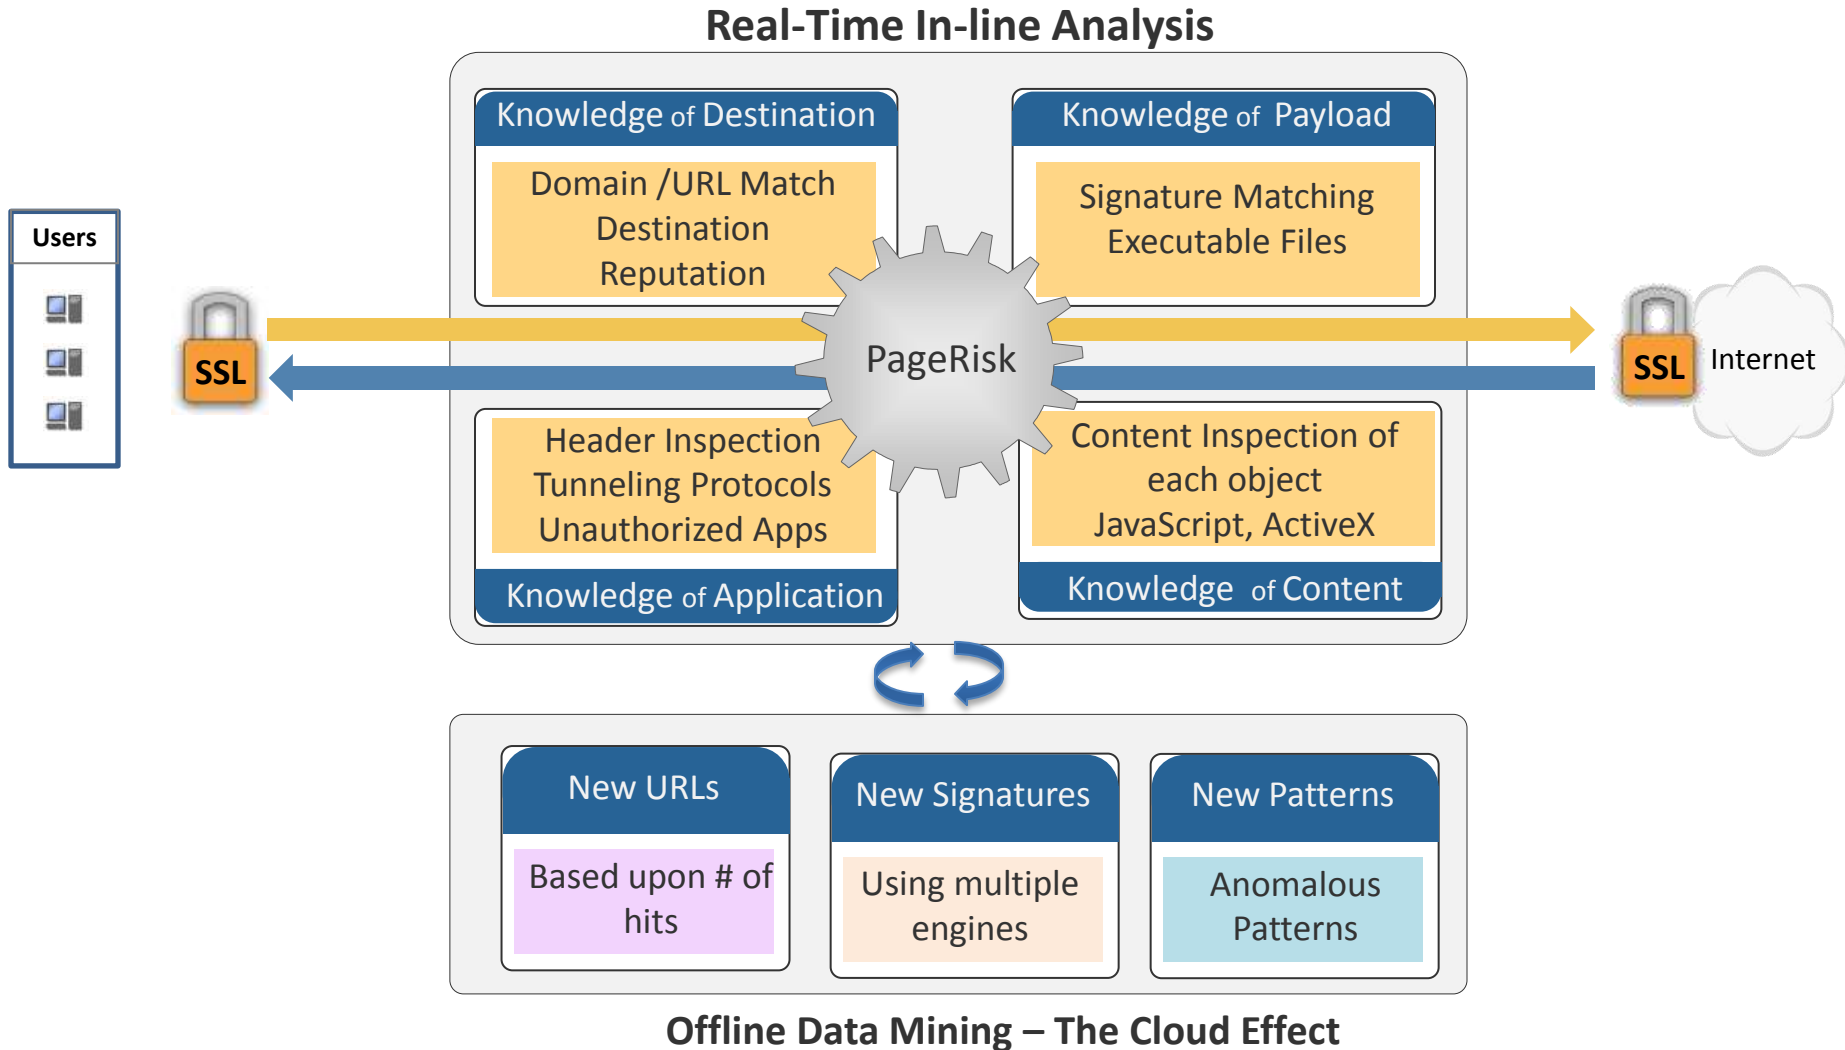 Real-Time In-line Analysis
Knowledge of Destination
Domain /URL Match
Destination
Reputation
Knowledge of Payload
Signature Matching
Executable Files
Users
SSL
PageRisk
SSL
Internet
Header Inspection
Tunneling Protocols
Unauthorized Apps
Knowledge of Application
Content Inspection of
each object
JavaScript, ActiveX
Knowledge of Content
New URLs
Based upon # of
hits
New Signatures
Using multiple
engines
New Patterns
Anomalous
Patterns
Offline Data Mining – The Cloud Effect